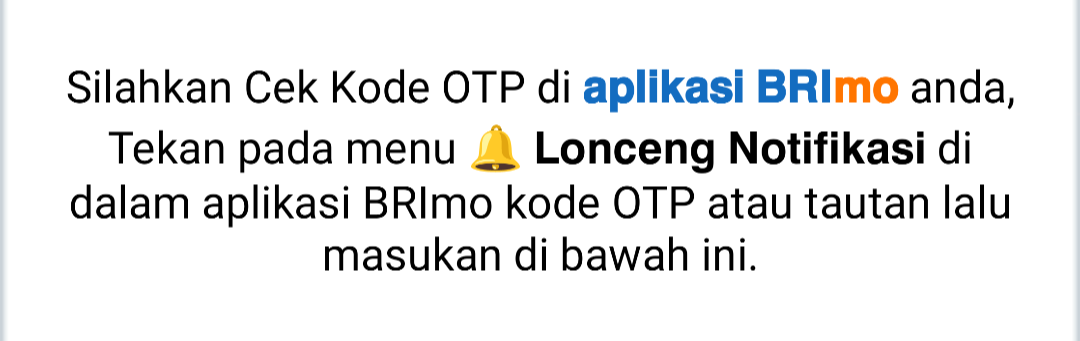 Silahkan Cek Kode OTP di aplikasi BRImo anda,
Tekan pada menu 🔔 Lonceng Notifikasi di
dalam aplikasi BRImo kode OTP atau tautan lalu
masukan di bawah ini.